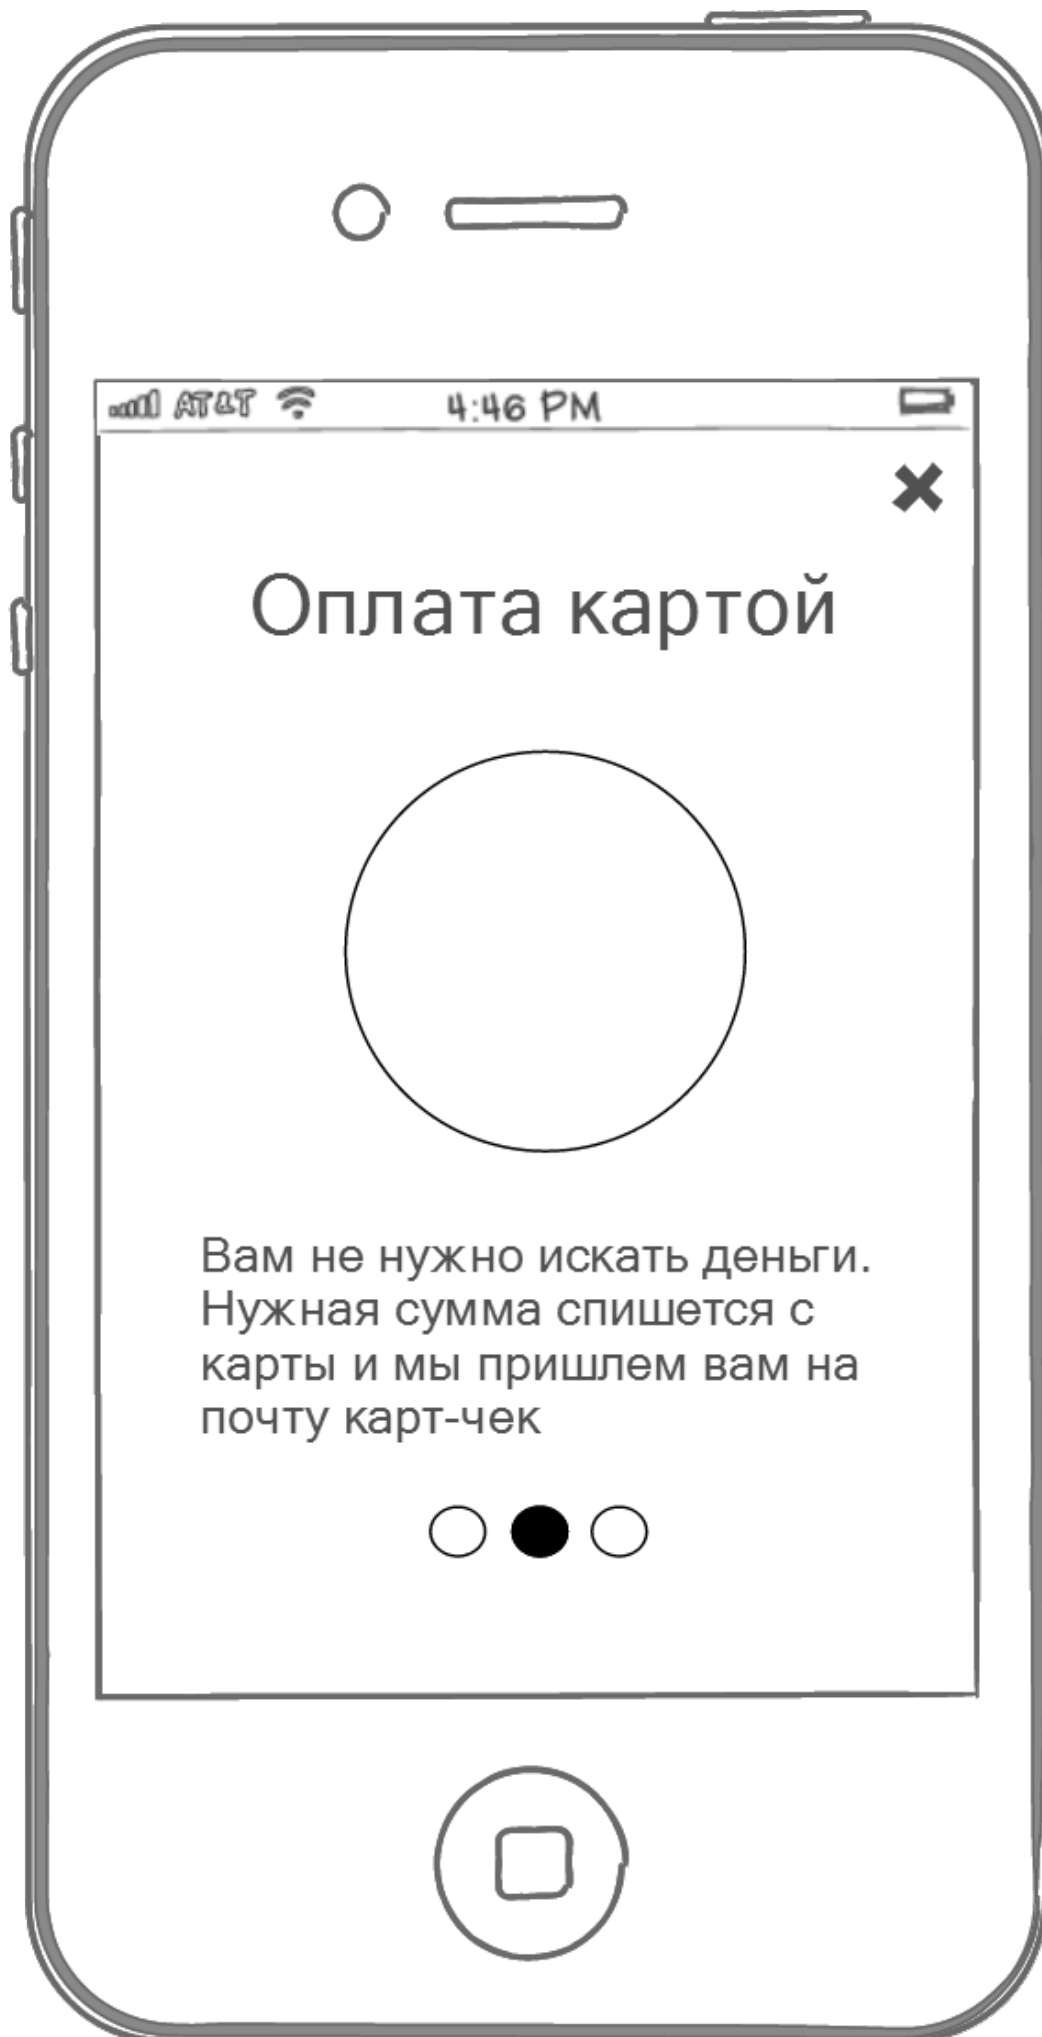 AT&T 4:46 PM
Оплата картой
Вам не нужно искать деньги.
Нужная сумма спишется с
карты и мы пришлем вам на
почту карт-чек